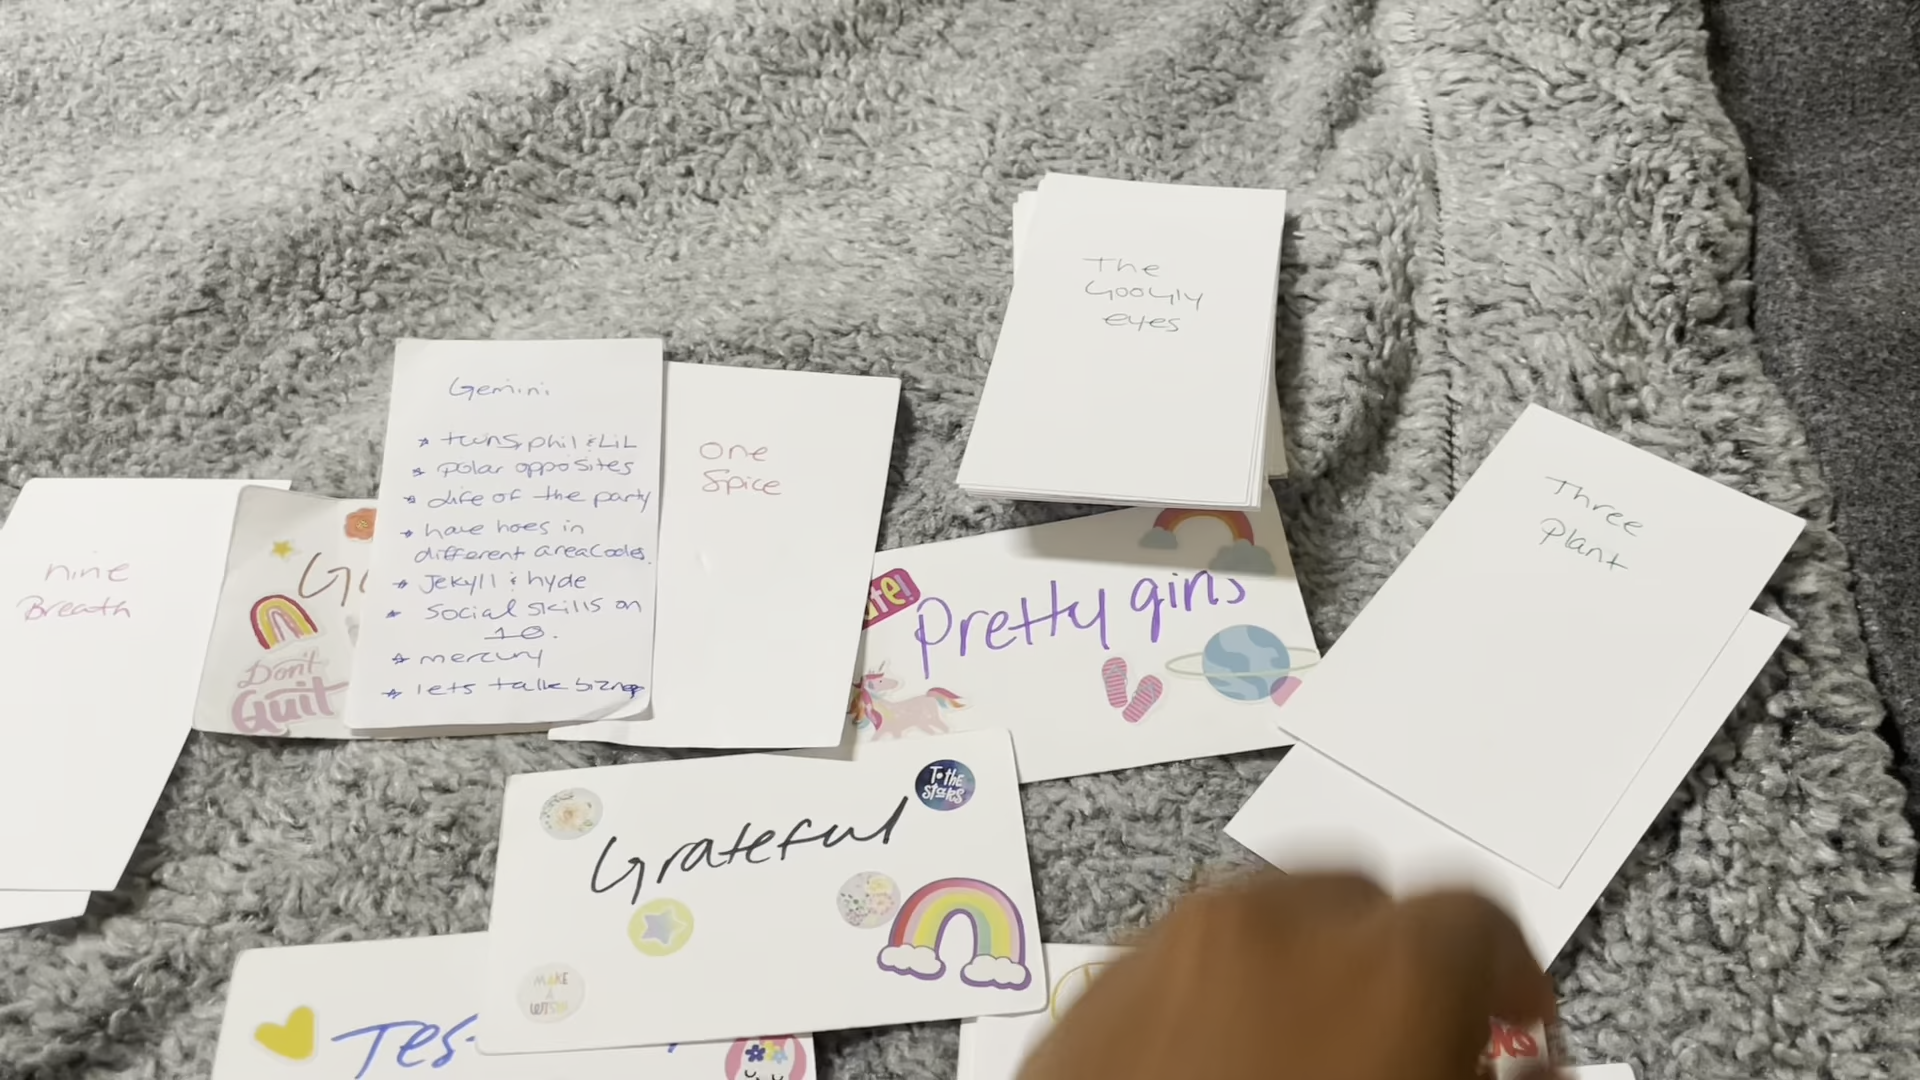 The
Googly
eyes
Gemini
* twins, phil & LiL
* polar opposites
* Life of the party
* have hoes in
different areacodes.
* Jekyll & hyde
* Social skills on
10.
* mercury
* lets talk
One
Spice
Three
Plant
nine
Breath
Don't
Quit
Pretty girls
Grateful
To the
Stars
MAKE
A
WISH